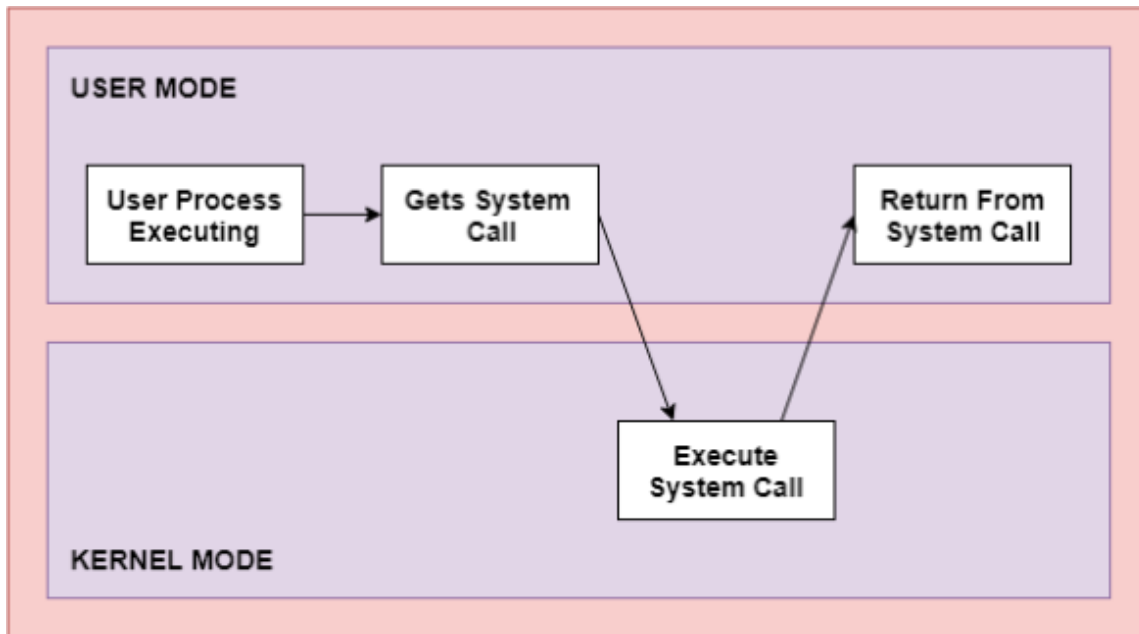 USER MODE
User Process
Executing
Gets System
Call
Return From
System Call
Execute
System Call
KERNEL MODE